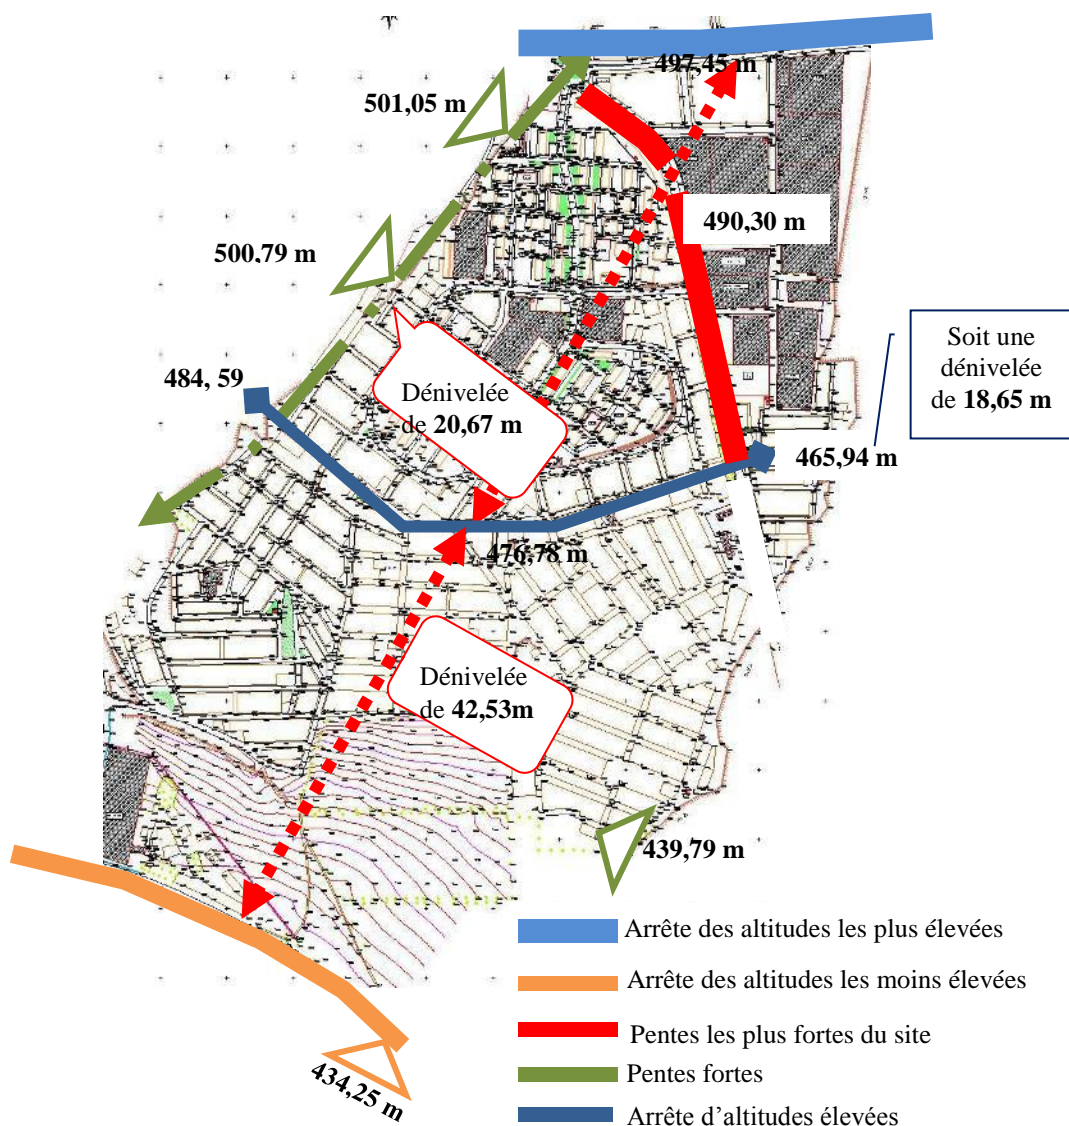 497,45 m
501,05 m
490,30 m
500,79 m
Soit une
dénivelée
de 18,65 m
484, 59
Dénivelée
de 20,67 m
465,94 m
476,78 m
Dénivelée
de 42,53m
439,79 m
Arrête des altitudes les plus élevées
Arrête des altitudes les moins élevées
Pentes les plus fortes du site
434,25 m
Pentes fortes
Arrête d’altitudes élevées